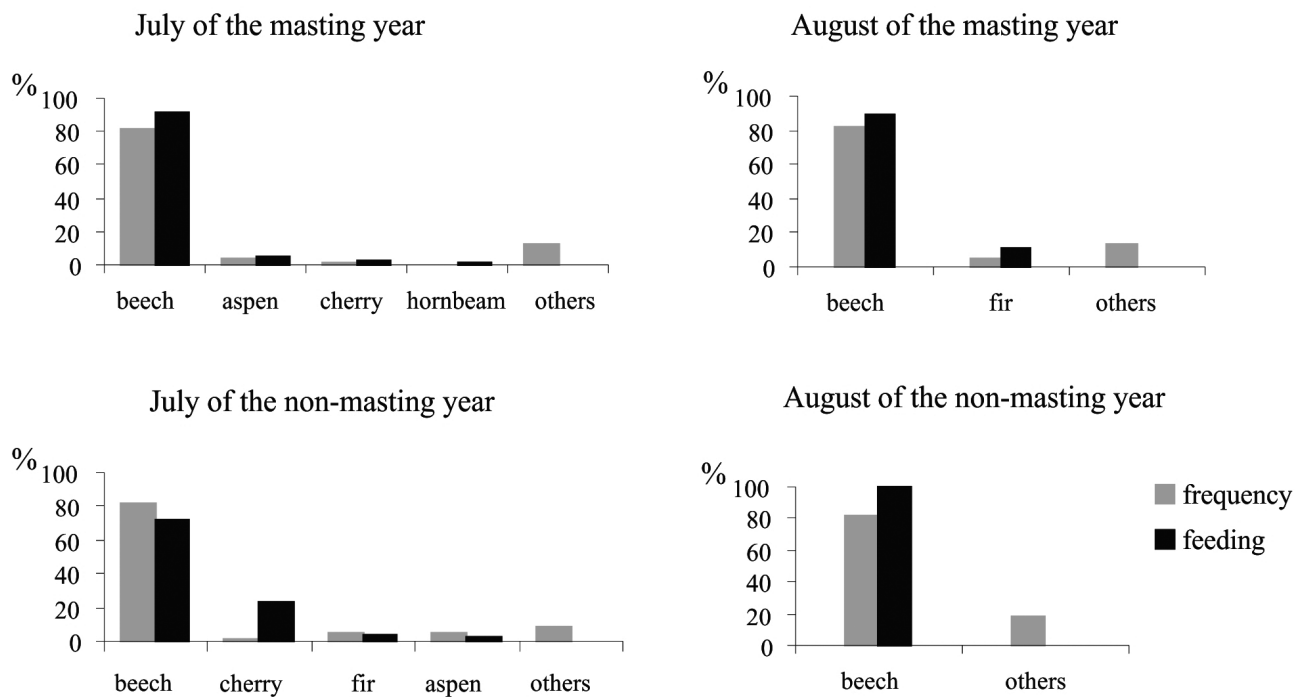 July of the masting year
%
100
80
60
40
20
0
beech aspen cherry hornbeam others
August of the masting year
%
100
80
60
40
20
0
beech fir others
July of the non-masting year
%
100
80
60
40
20
0
beech cherry fir aspen others
August of the non-masting year
%
100
80
60
40
20
0
beech others
frequency
feeding